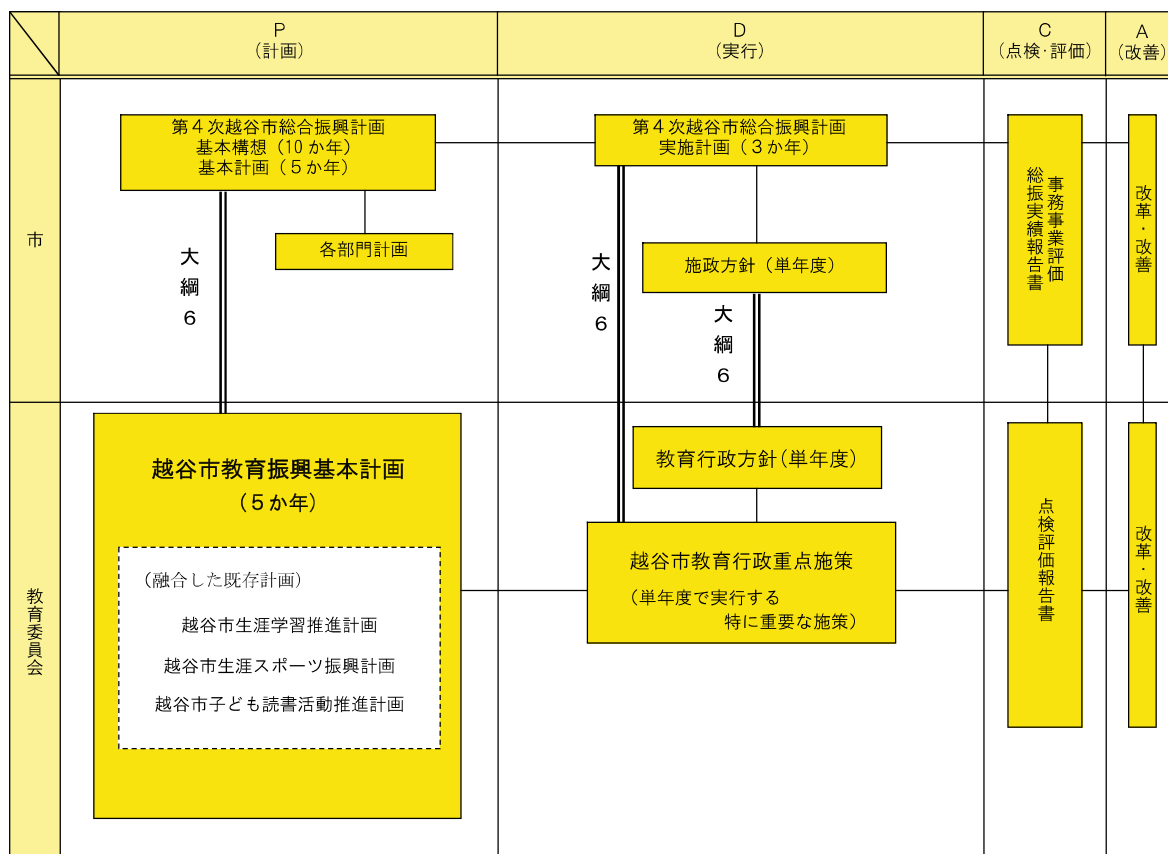 P
(計画)
D
(実行)
C
(点検・評価)
A
(改善)
市
第4次越谷市総合振興計画
基本構想(10か年)
基本計画(5か年)
各部門計画
大綱6
第4次越谷市総合振興計画
実施計画(3か年)
施政方針(単年度)
大綱6
大綱6
事務事業評価
総振実績報告書
改革・改善
教育委員会
越谷市教育振興基本計画
(5か年)
(融合した既存計画)
越谷市生涯学習推進計画
越谷市生涯スポーツ振興計画
越谷市子ども読書活動推進計画
教育行政方針(単年度)
越谷市教育行政重点施策
(単年度で実行する
特に重要な施策)
点検評価報告書
改革・改善